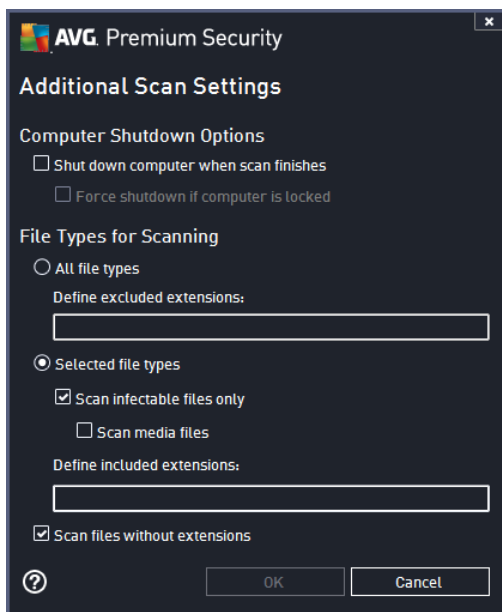 AVG. Premium Security
Additional Scan Settings
Computer Shutdown Options
Shut down computer when scan finishes
Force shutdown if computer is locked
File Types for Scanning
All file types
Define excluded extensions:
Selected file types
Scan infectable files only
Scan media files
Define included extensions:
Scan files without extensions
? OK Cancel